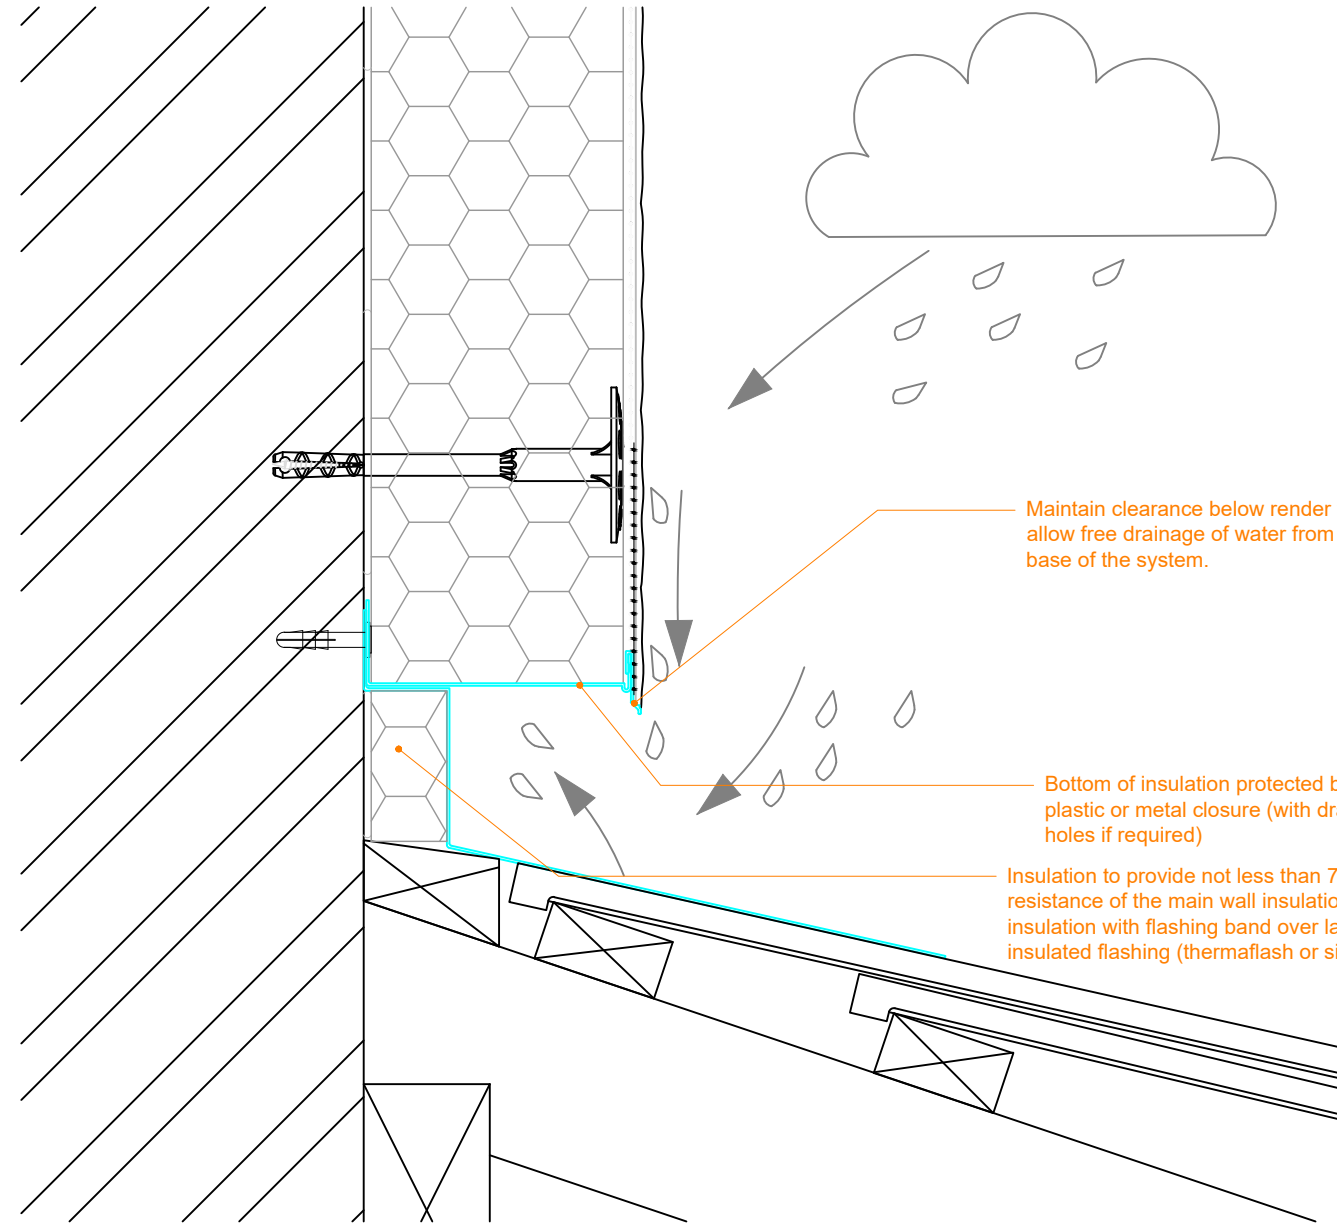 Maintain clearance below render
allow free drainage of water from
base of the system.
Bottom of insulation protected b
plastic or metal closure (with dra
holes if required)
Insulation to provide not less than 7
resistance of the main wall insulatio
insulation with flashing band over la
insulated flashing (thermaflash or si